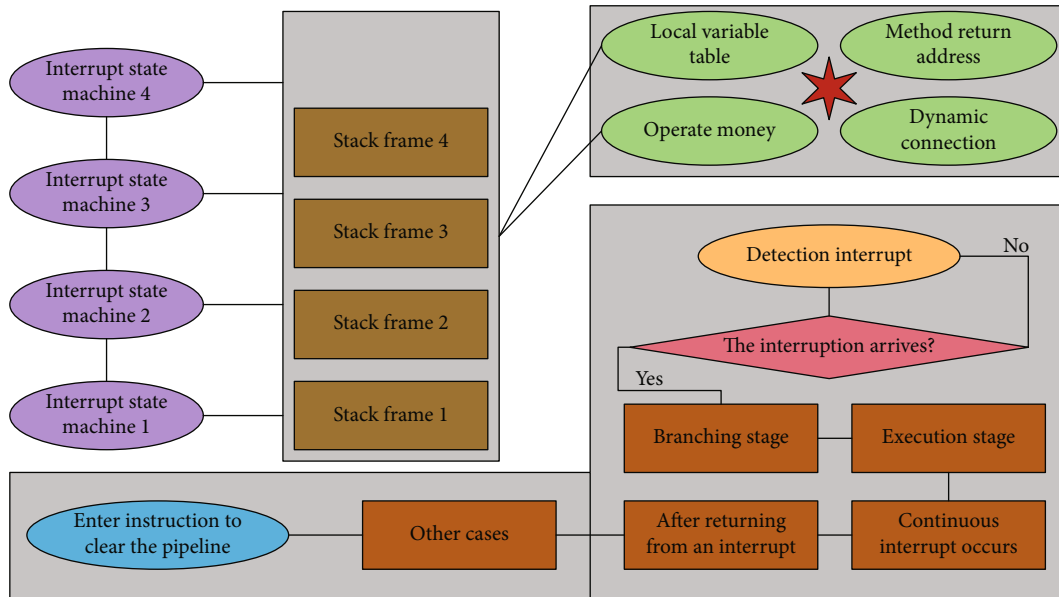 Interrupt state
machine 4
Interrupt state
machine 3
Interrupt state
machine 2
Interrupt state
machine 1
Stack frame 4
Stack frame 3
Stack frame 2
Stack frame 1
Local variable
table
Method return
address
Operate money
Dynamic
connection
Detection interrupt
No
The interruption arrives?
Yes
Branching stage
Execution stage
Enter instruction to
clear the pipeline
Other cases
After returning
from an interrupt
Continuous
interrupt occurs